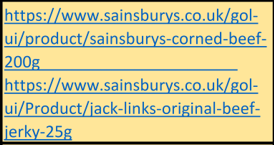 https://www.sainsburys.co.uk/gol-
ui/product/sainsburys-corned-beef-
200g
https://www.sainsburys.co.uk/gol-
ui/Product/jack-links-original-beef-
jerky-25g